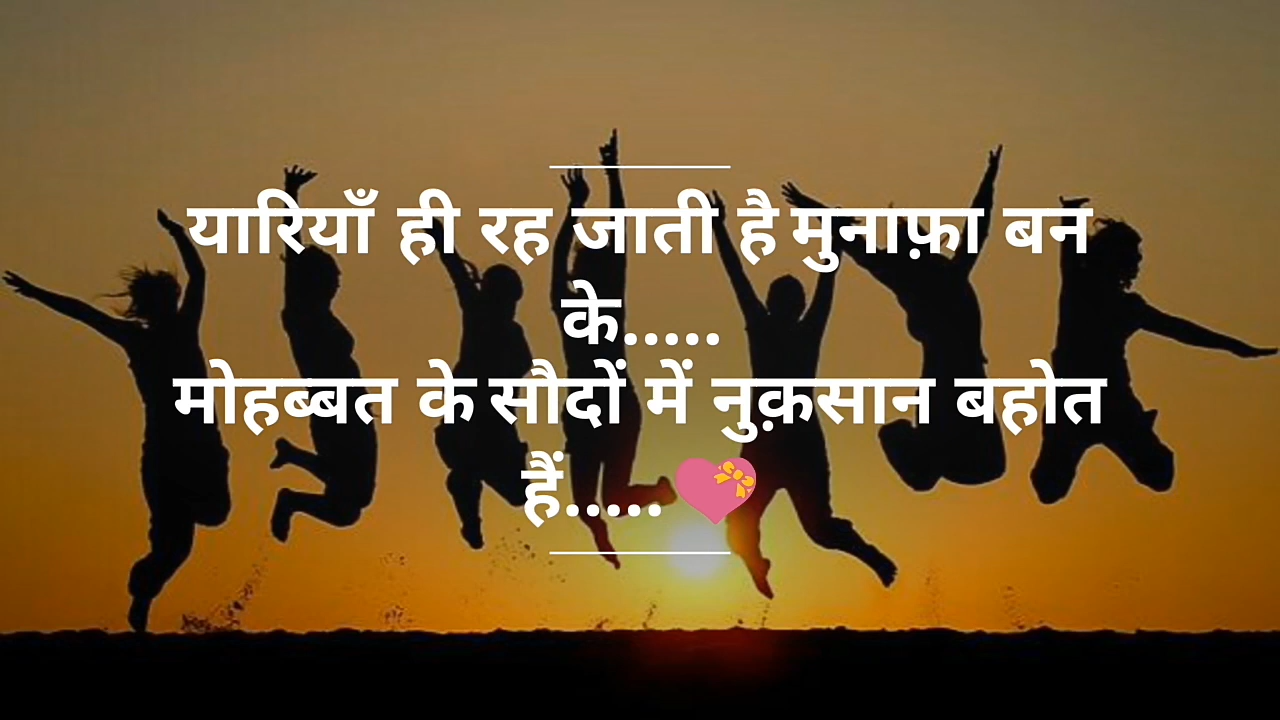 यारियाँ ही रह जाती है मुनाफ़ा बन
के.....
मोहब्बत के सौदों में नुक़सान बहोत
हैं.....💝